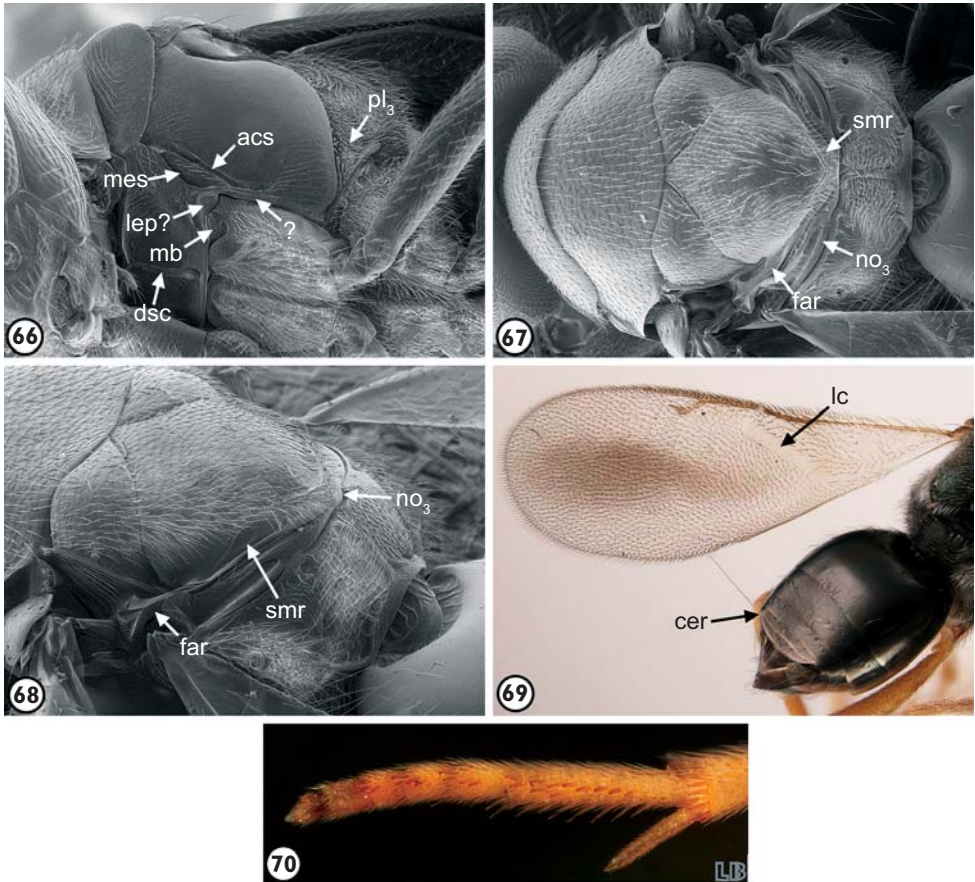 pl3
acs
mes
lep?
?
mb
dsc
66
smr
no3
far
67
no3
smr
far
68
lc
cer
69
70
LB